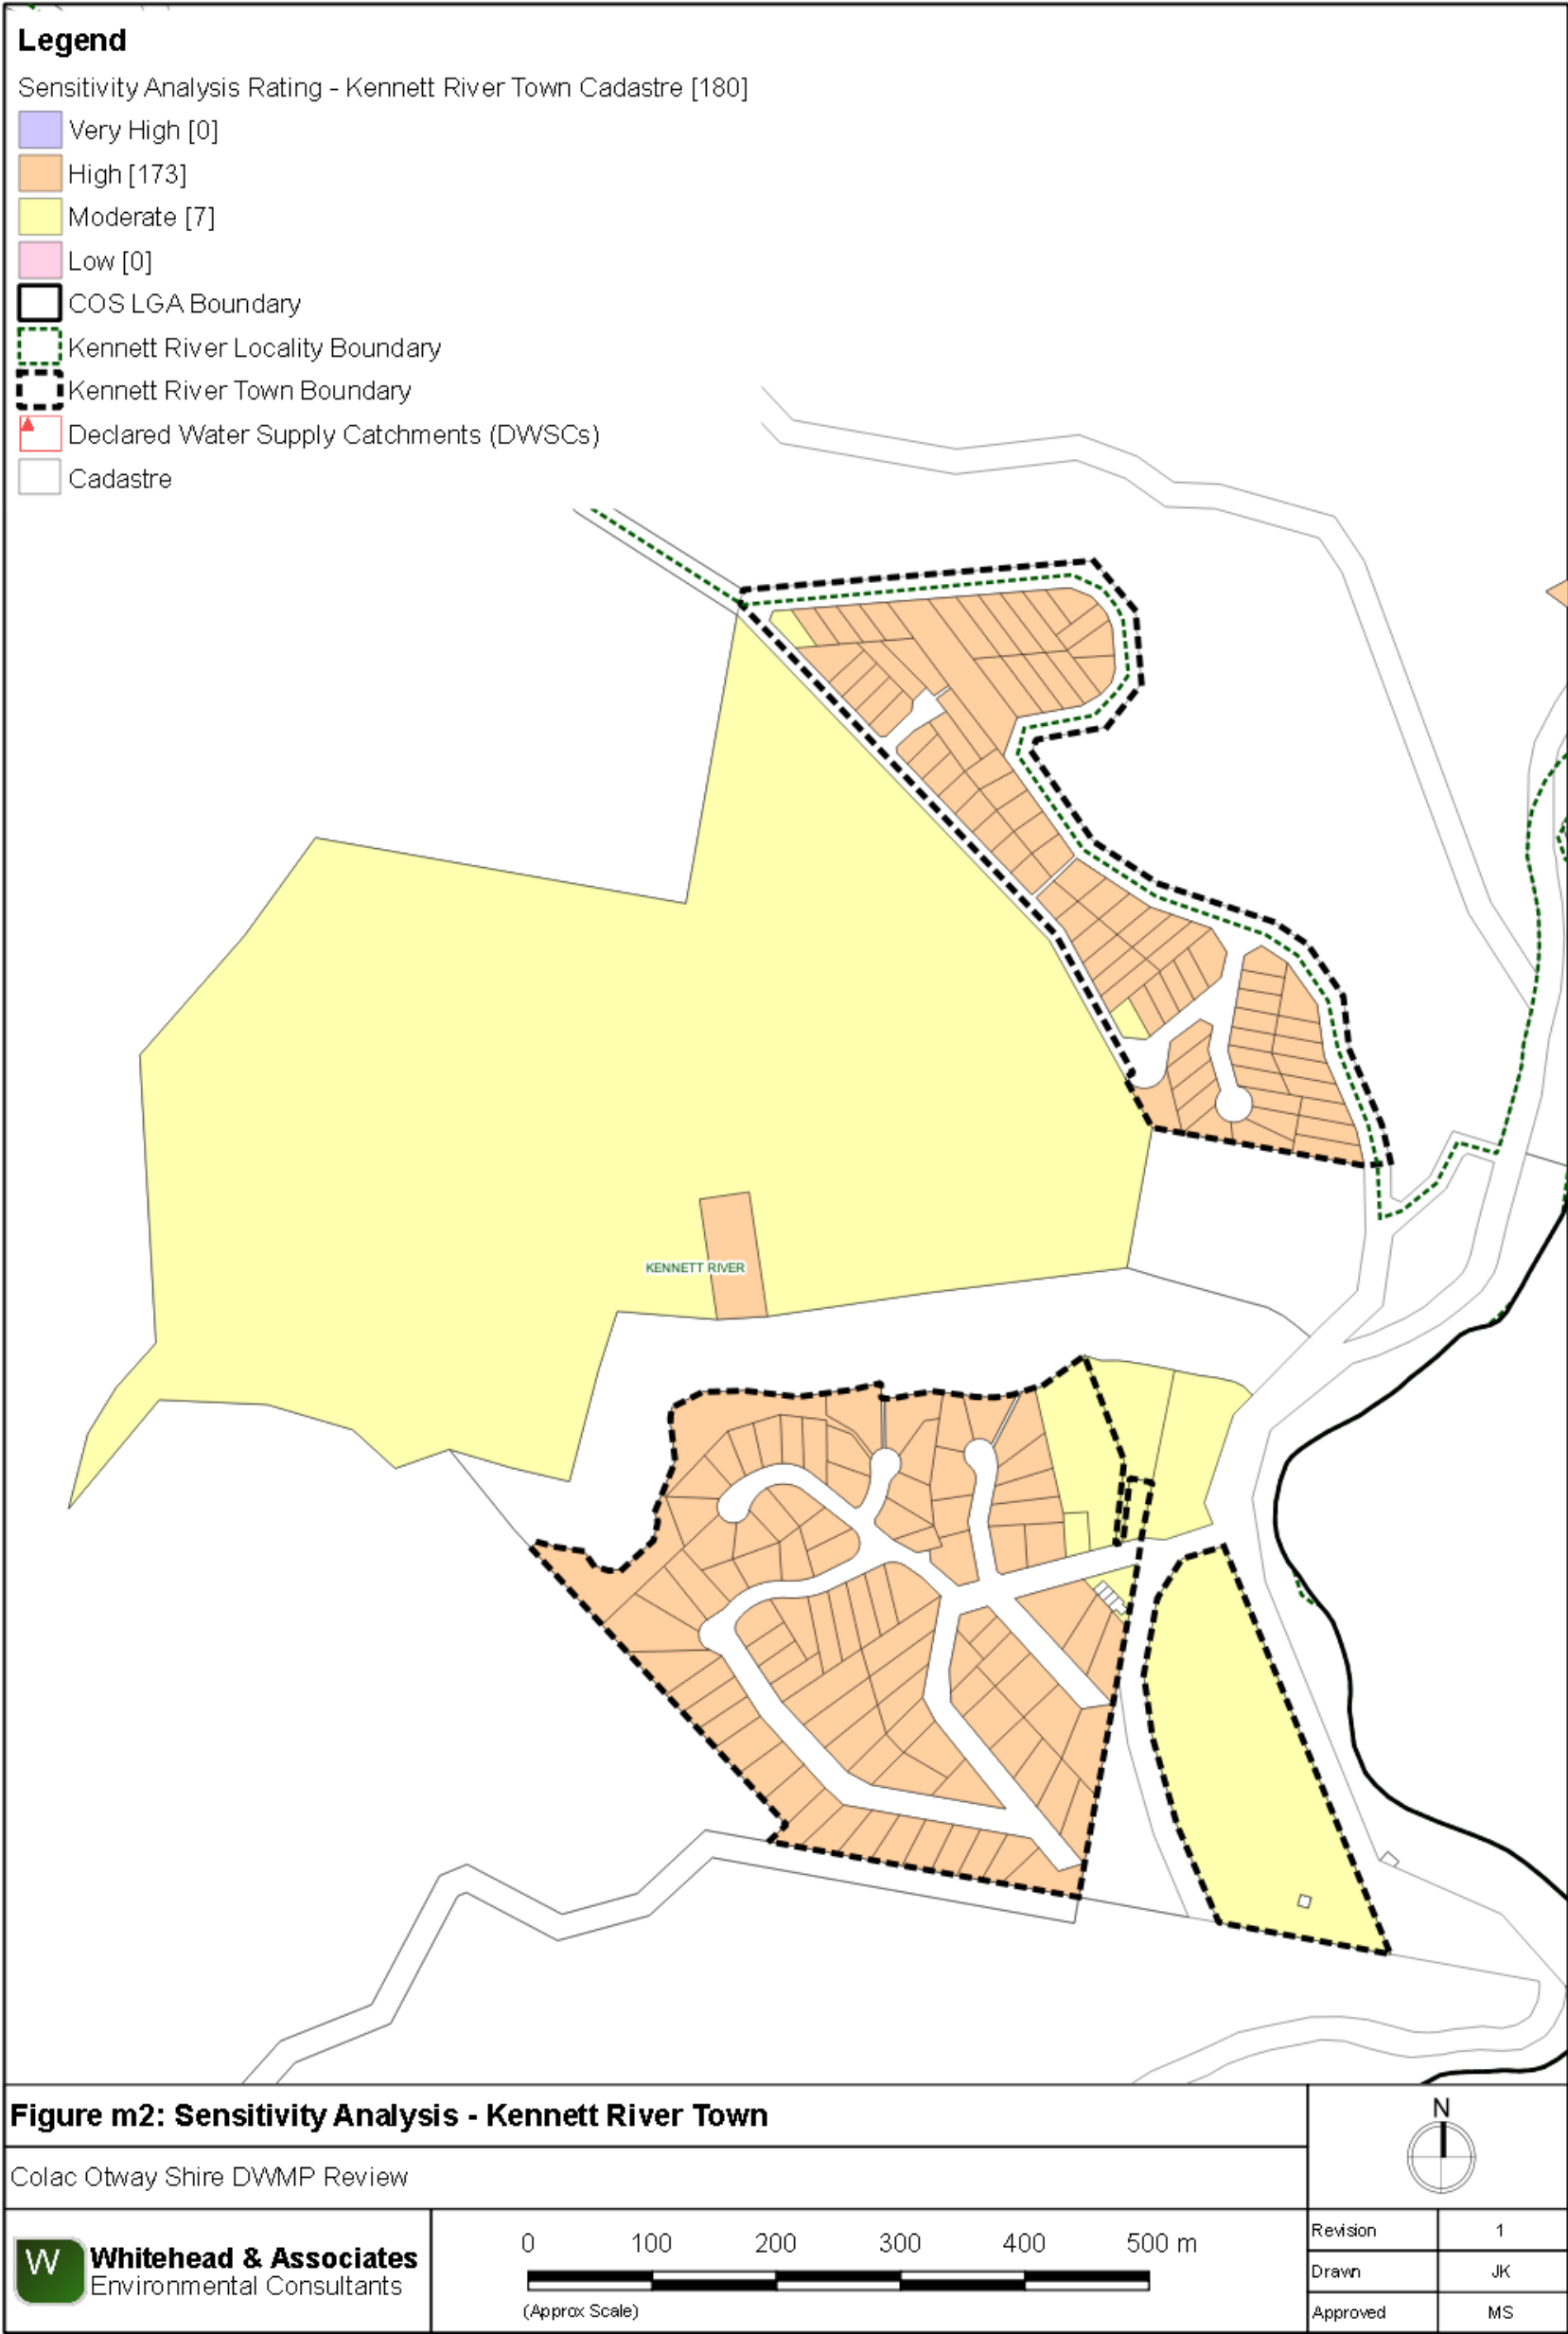 Legend
Sensitivity Analysis Rating - Kennett River Town Cadastre [180]
Very High [0]
High [173]
Moderate [7]
Low [0]
COS LGA Boundary
Kennett River Locality Boundary
Kennett River Town Boundary
Declared Water Supply Catchments (DWSCs)
Cadastre
KENNETT RIVER
Figure m2: Sensitivity Analysis - Kennett River Town
Colac Otway Shire DWMP Review
N
W
Whitehead & Associates
Environmental Consultants
0 100 200 300 400 500 m
(Approx Scale)
Revision 1
Drawn JK
Approved MS